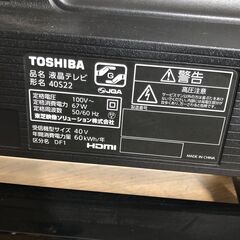 TOSHIBA
品名 液晶テレビ
形名 40S22
定格電圧 100V~
定格消費電力 67W
定格周波数 50/60 Hz
東芝映像ソリューション株式会社
受信機型サイズ 40V
年間消費電力量 60kWh/年
区分名 DF1
JQA
HDMI
警告
高圧注意
MADE IN CHINA